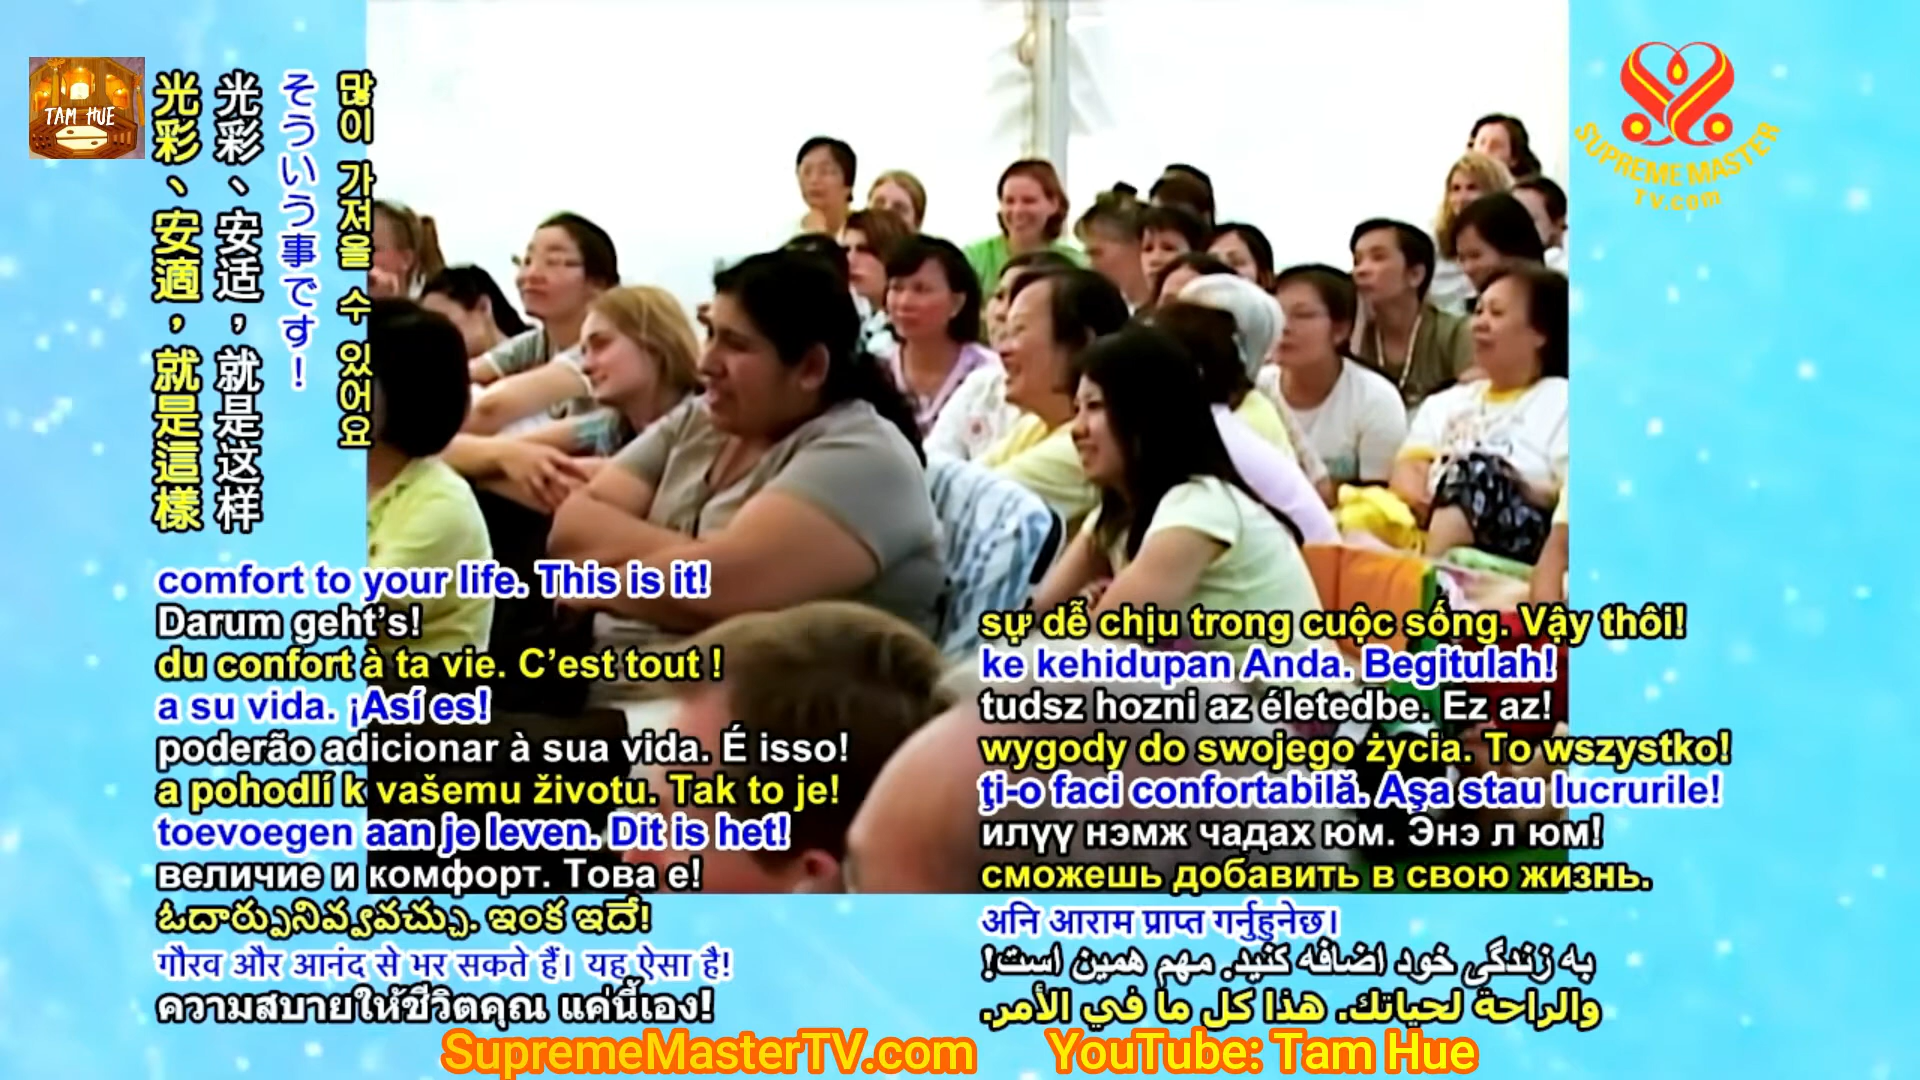 TAM HUE
光彩、安適，就是這樣
光彩、安适，就是这样
そういう事です！
많이 가져올 수 있어요
SUPREME MASTER
TV.com
comfort to your life. This is it!
Darum geht’s!
du confort à ta vie. C’est tout !
a su vida. ¡Así es!
poderão adicionar à sua vida. É isso!
a pohodlí k vašemu životu. Tak to je!
toevoegen aan je leven. Dit is het!
величие и комфорт. Това е!
ఓదార్పునివ్వవచ్చు. ఇంక ఇదే!
गौरव और आनंद से भर सकते हैं। यह ऐसा है!
ความสบายให้ชีวิตคุณ แค่นี้เอง!
sự dễ chịu trong cuộc sống. Vậy thôi!
ke kehidupan Anda. Begitulah!
tudsz hozni az életedbe. Ez az!
wygody do swojego życia. To wszystko!
ţi-o faci confortabilă. Aşa stau lucrurile!
илүү нэмж чадах юм. Энэ л юм!
сможешь добавить в свою жизнь.
अनि आराम प्राप्त गर्नुहुनेछ।
به زندگی خود اضافه کنید. مهم همین است!
والراحة لحياتك. هذا كل ما في الأمر.
SupremeMasterTV.com
YouTube: Tam Hue